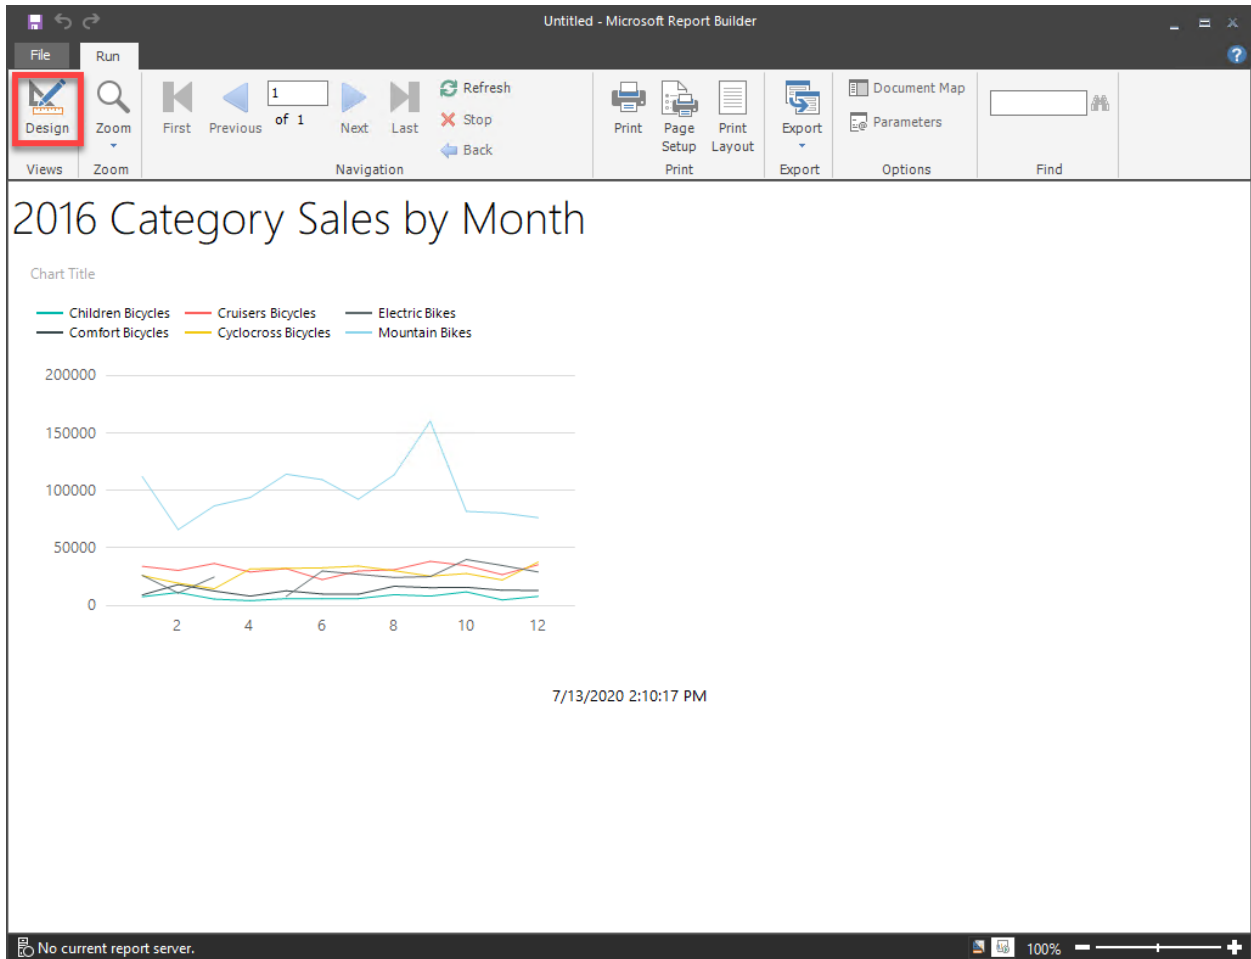 Untitled - Microsoft Report Builder
File Run
Design
Zoom
First
Previous
1
of 1
Next
Last
Refresh
Stop
Back
Print
Page Setup
Print Layout
Export
Document Map
Parameters
Views
Zoom
Navigation
Print
Export
Options
Find
2016 Category Sales by Month
Chart Title
Children Bicycles Cruisers Bicycles Electric Bikes
Comfort Bicycles Cyclocross Bicycles Mountain Bikes
200000
150000
100000
50000
0
2 4 6 8 10 12
7/13/2020 2:10:17 PM
No current report server.
100%